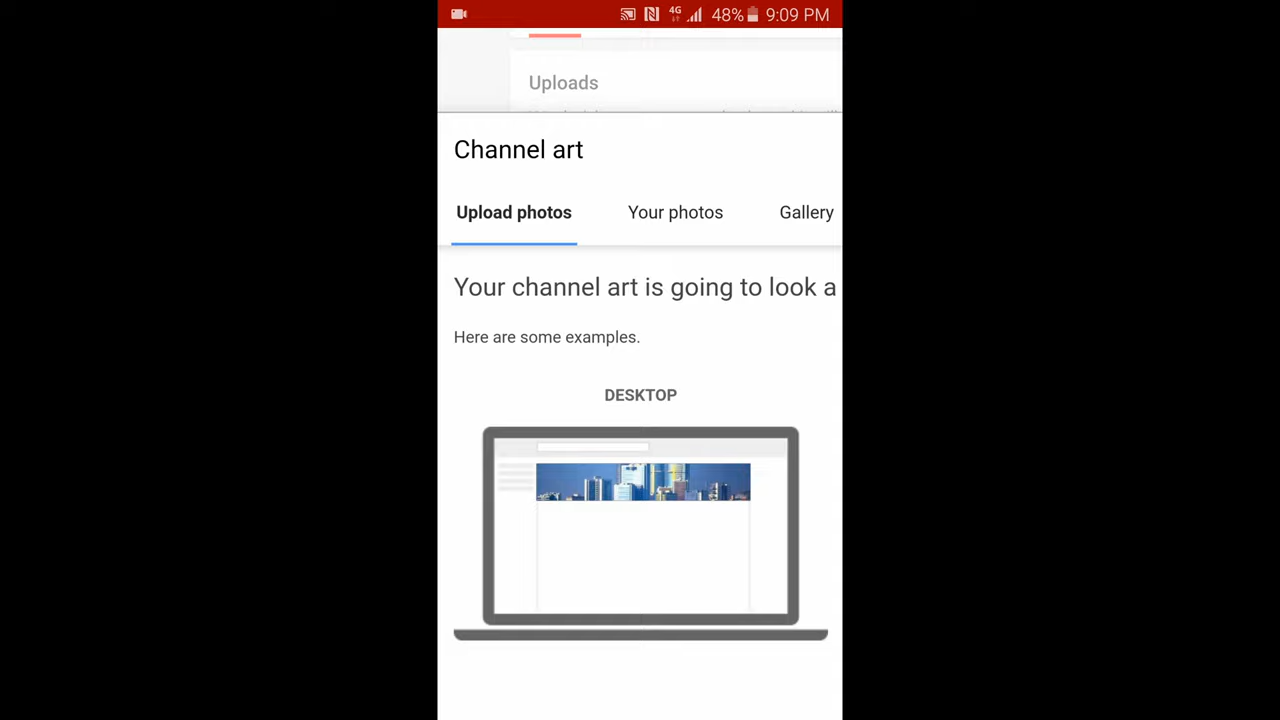 4G 48% 9:09 PM
Uploads
Channel art
Upload photos Your photos Gallery
Your channel art is going to look a
Here are some examples.
DESKTOP